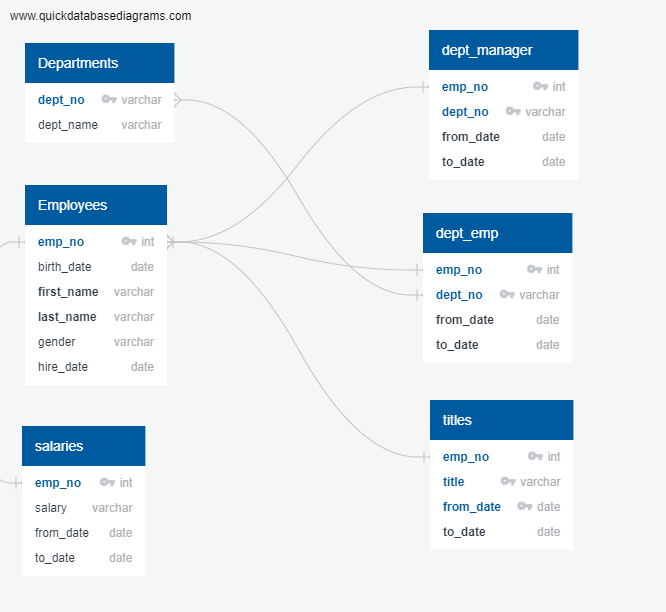 www.quickdatabasediagrams.com
Departments
dept_no varchar
dept_name varchar
Employees
emp_no int
birth_date date
first_name varchar
last_name varchar
gender varchar
hire_date date
salaries
emp_no int
salary varchar
from_date date
to_date date
dept_manager
emp_no int
dept_no varchar
from_date date
to_date date
dept_emp
emp_no int
dept_no varchar
from_date date
to_date date
titles
emp_no int
title varchar
from_date date
to_date date